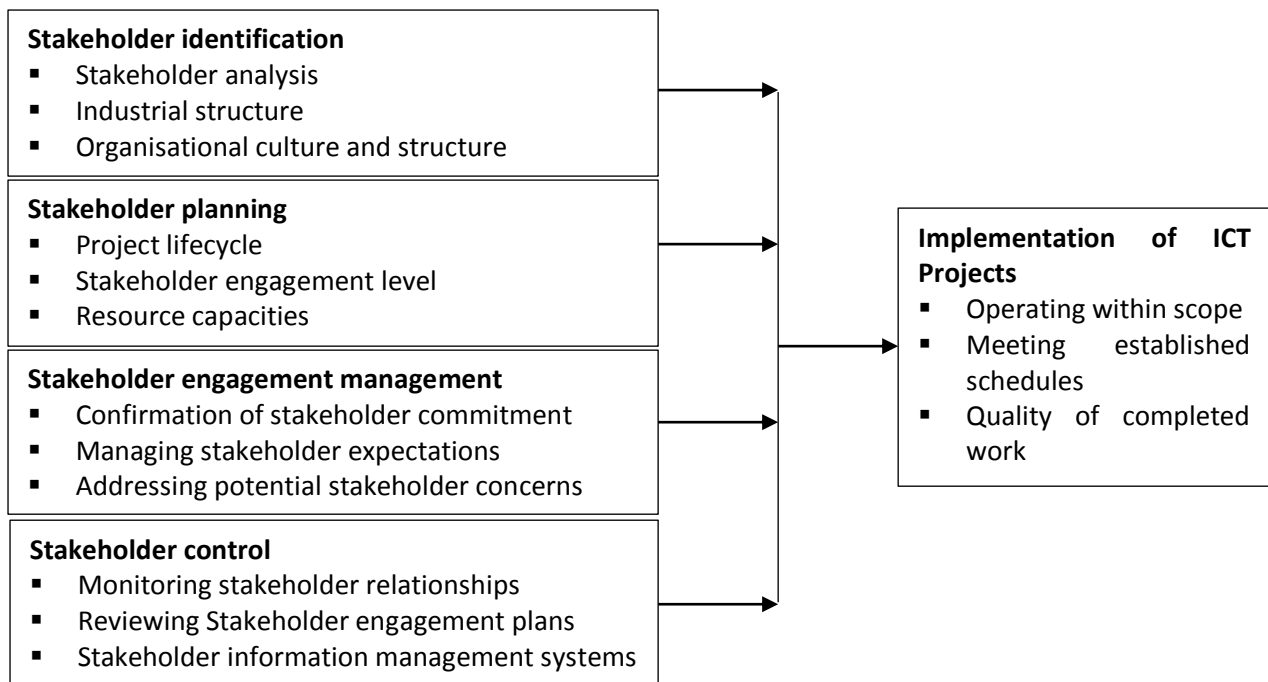 Stakeholder identification
▪ Stakeholder analysis
▪ Industrial structure
▪ Organisational culture and structure
Stakeholder planning
▪ Project lifecycle
▪ Stakeholder engagement level
▪ Resource capacities
Stakeholder engagement management
▪ Confirmation of stakeholder commitment
▪ Managing stakeholder expectations
▪ Addressing potential stakeholder concerns
Stakeholder control
▪ Monitoring stakeholder relationships
▪ Reviewing Stakeholder engagement plans
▪ Stakeholder information management systems
Implementation of ICT
Projects
▪ Operating within scope
▪ Meeting established
schedules
▪ Quality of completed
work